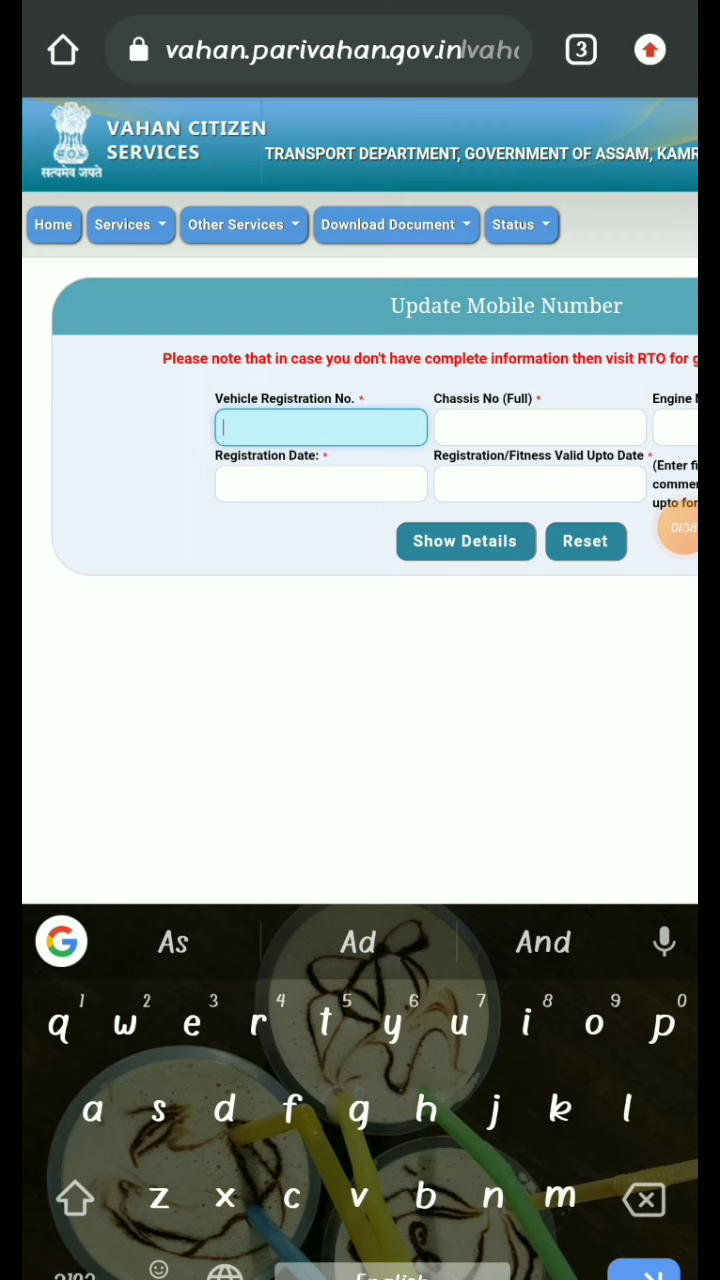 vahan.parivahan.gov.in/vah
3
VAHAN CITIZEN
SERVICES
सत्यमेव जयते
TRANSPORT DEPARTMENT, GOVERNMENT OF ASSAM, KAMR
Home Services Other Services Download Document Status
Update Mobile Number
Please note that in case you don't have complete information then visit RTO for
Vehicle Registration No. * Chassis No (Full) * Engine
Registration Date: * Registration/Fitness Valid Upto Date *
(Enter
upto for
01:38
Show Details Reset
G As Ad And
1 2 3 4 5 6 7 8 9 0
q w e r t y u i o p
a s d f g h j k l
z x c v b n m
English